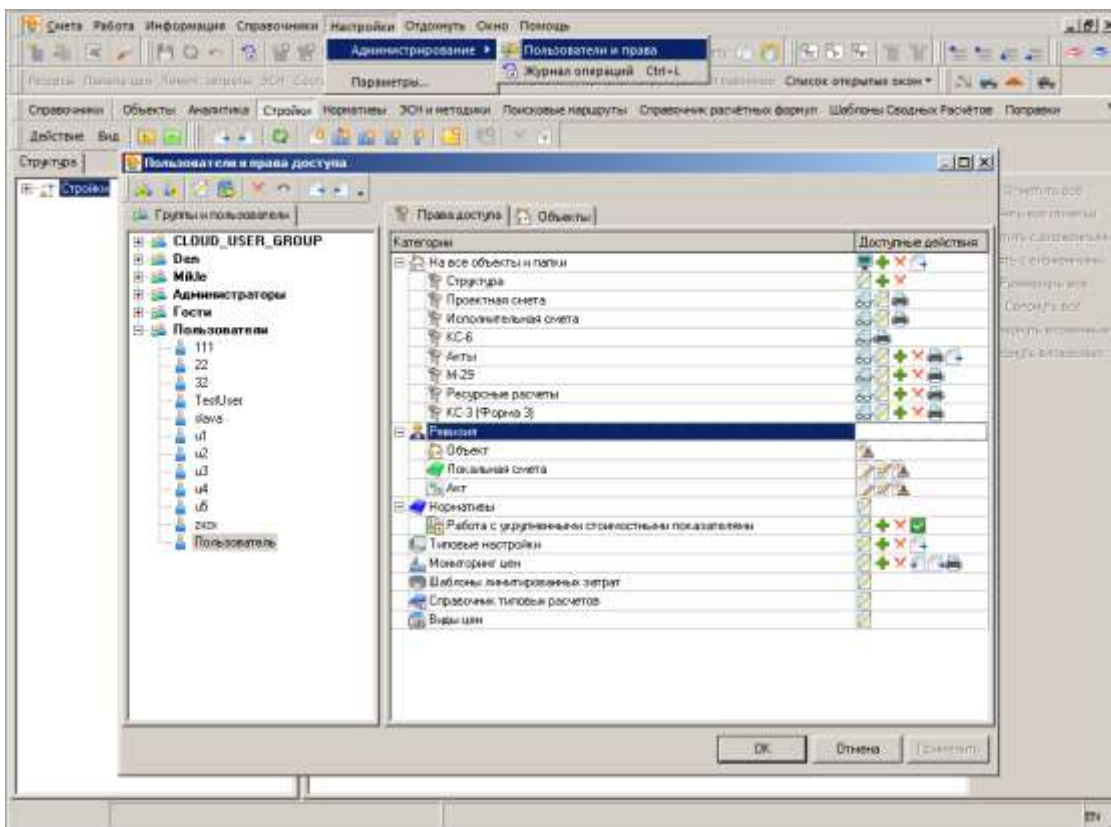 Смета Работа Информация Справочники Настройки Отдохнуть Окно Помощь
Администрирование
Пользователи и права
Журнал операций Ctrl+L
Параметры...
Список открытых окон
Справочники Объекты Аналитика Стройки Нормативы ЭСН и методики Поисковые маршруты Справочник расчётных формул Шаблоны Сводных Расчётов Поправки
Действие Вид
Структура
Стройки
Пользователи и права доступа
Группы и пользователи
Права доступа Объекты
CLOUD_USER_GROUP
Den
Mikle
Администраторы
Гости
Пользователи
111
22
32
TestUser
slava
u1
u2
u3
u4
u5
Пользователь
Категории Доступные действия
На все объекты и папки
Структура
Проектная смета
Исполнительная смета
КС-6
Акты
М-29
Ресурсные расчеты
КС-3 (Форма 3)
Ревизия
Объект
Локальная смета
Акт
Нормативы
Работа с укрупненными стоимостными показателями
Типовые настройки
Мониторинг цен
Шаблоны лимитированных затрат
Справочник типовых расчетов
Виды цен
OK Отмена Применить
EN